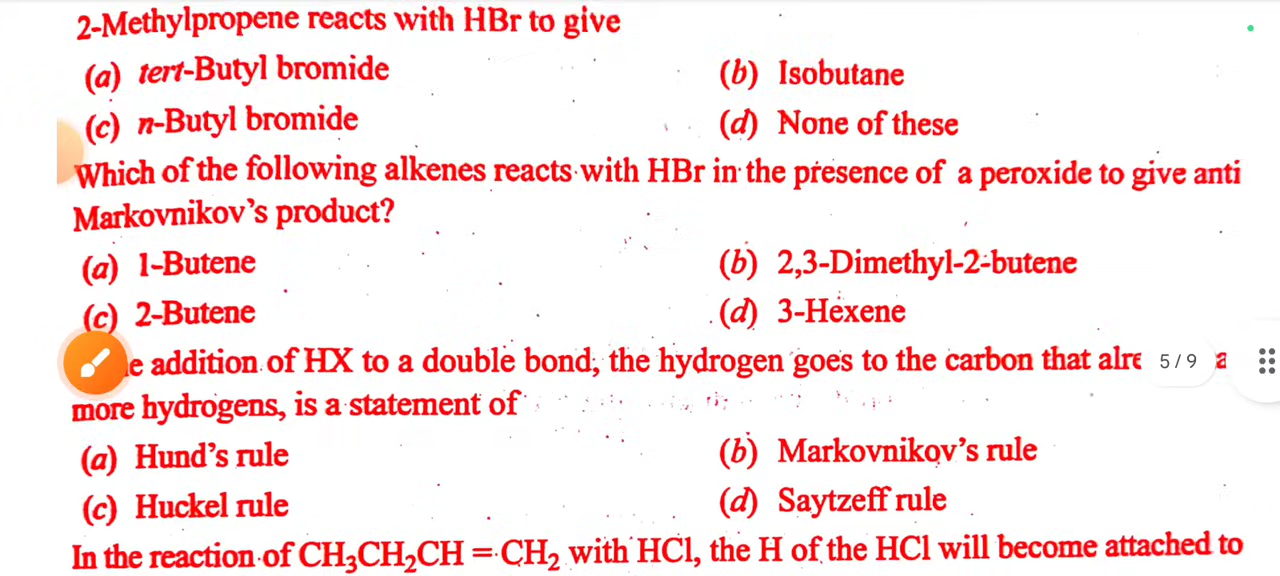 2-Methylpropene reacts with HBr to give
(a) tert-Butyl bromide (b) Isobutane
(c) n-Butyl bromide (d) None of these
Which of the following alkenes reacts with HBr in the presence of a peroxide to give anti
Markovnikov's product?
(a) 1-Butene (b) 2,3-Dimethyl-2-butene
(c) 2-Butene (d) 3-Hexene
addition of HX to a double bond, the hydrogen goes to the carbon that 5/9
more hydrogens, is a statement of
(a) Hund's rule (b) Markovnikov's rule
(c) Huckel rule (d) Saytzeff rule
In the reaction of CH₃CH₂CH = CH₂ with HCl, the H of the HCl will become attached to